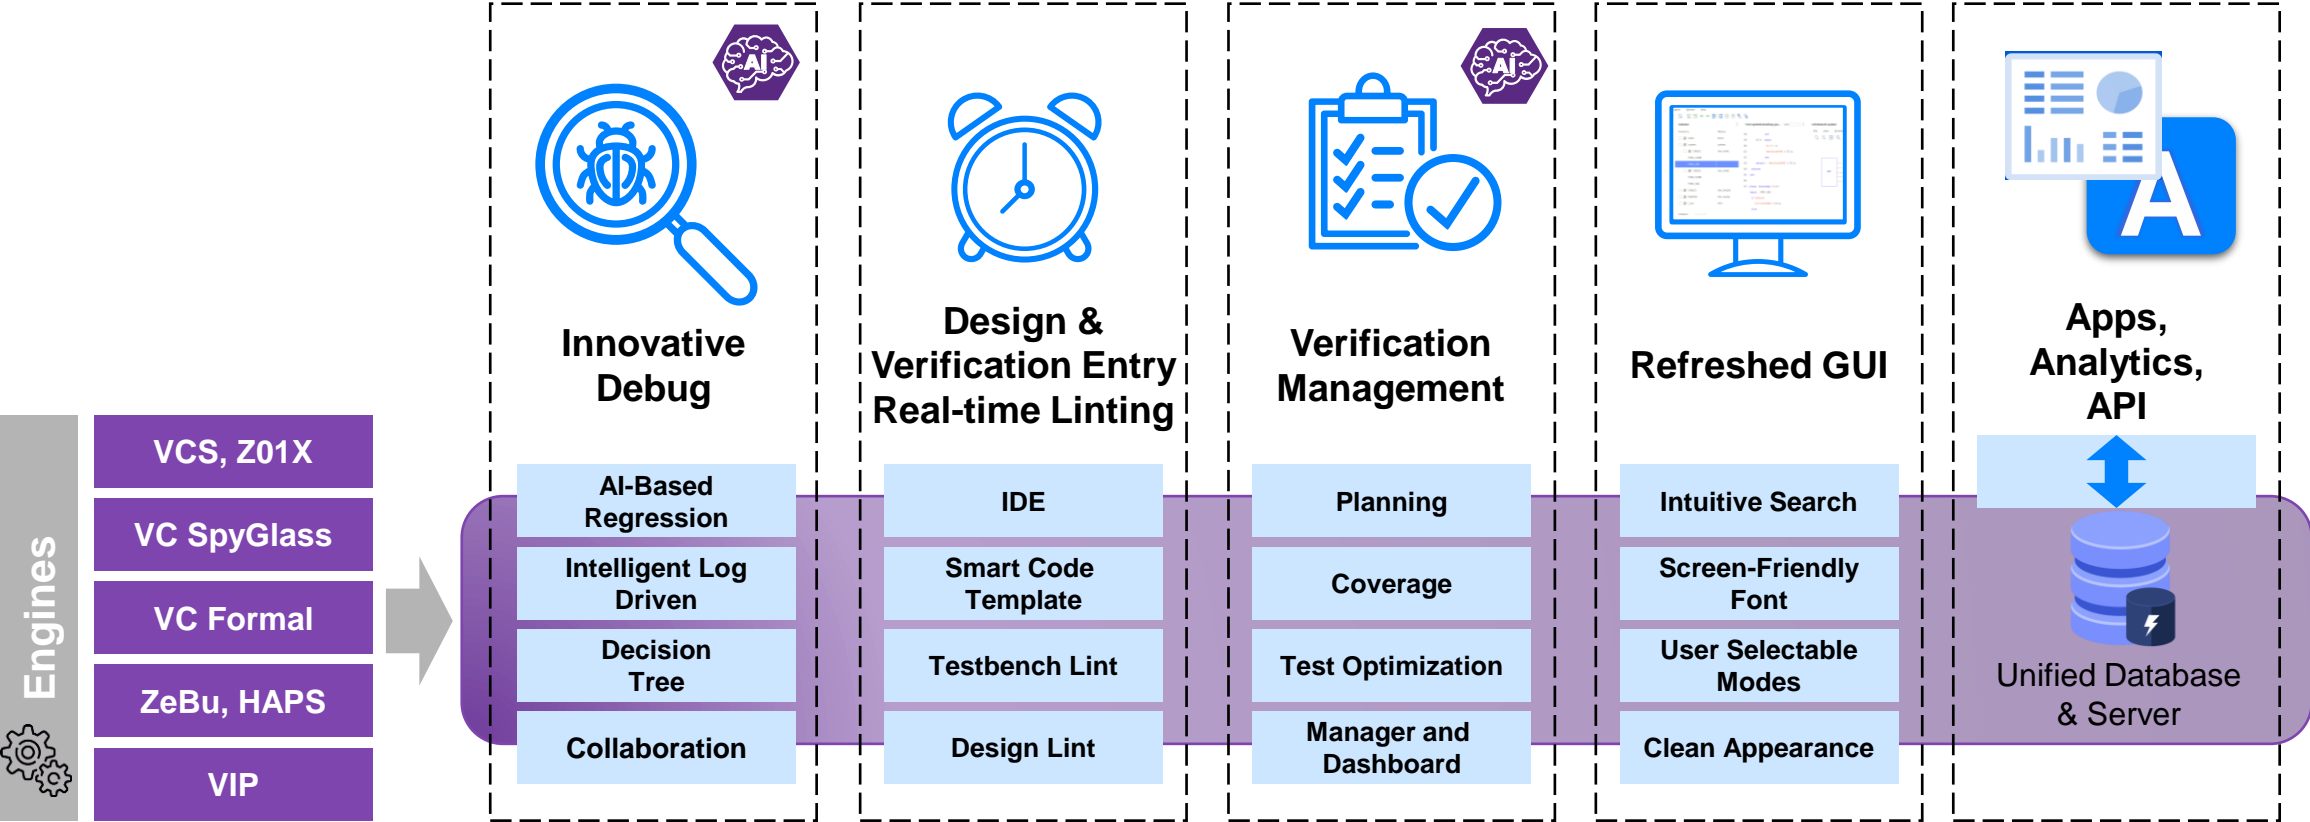 Engines
VCS, Z01X
VC SpyGlass
VC Formal
ZeBu, HAPS
VIP
AI
Innovative
Debug
AI-Based
Regression
Intelligent Log
Driven
Decision
Tree
Collaboration
Design &
Verification Entry
Real-time Linting
IDE
Smart Code
Template
Testbench Lint
Design Lint
AI
Verification
Management
Planning
Coverage
Test Optimization
Manager and
Dashboard
Refreshed GUI
Intuitive Search
Screen-Friendly
Font
User Selectable
Modes
Clean Appearance
A
Apps,
Analytics,
API
Unified Database
& Server